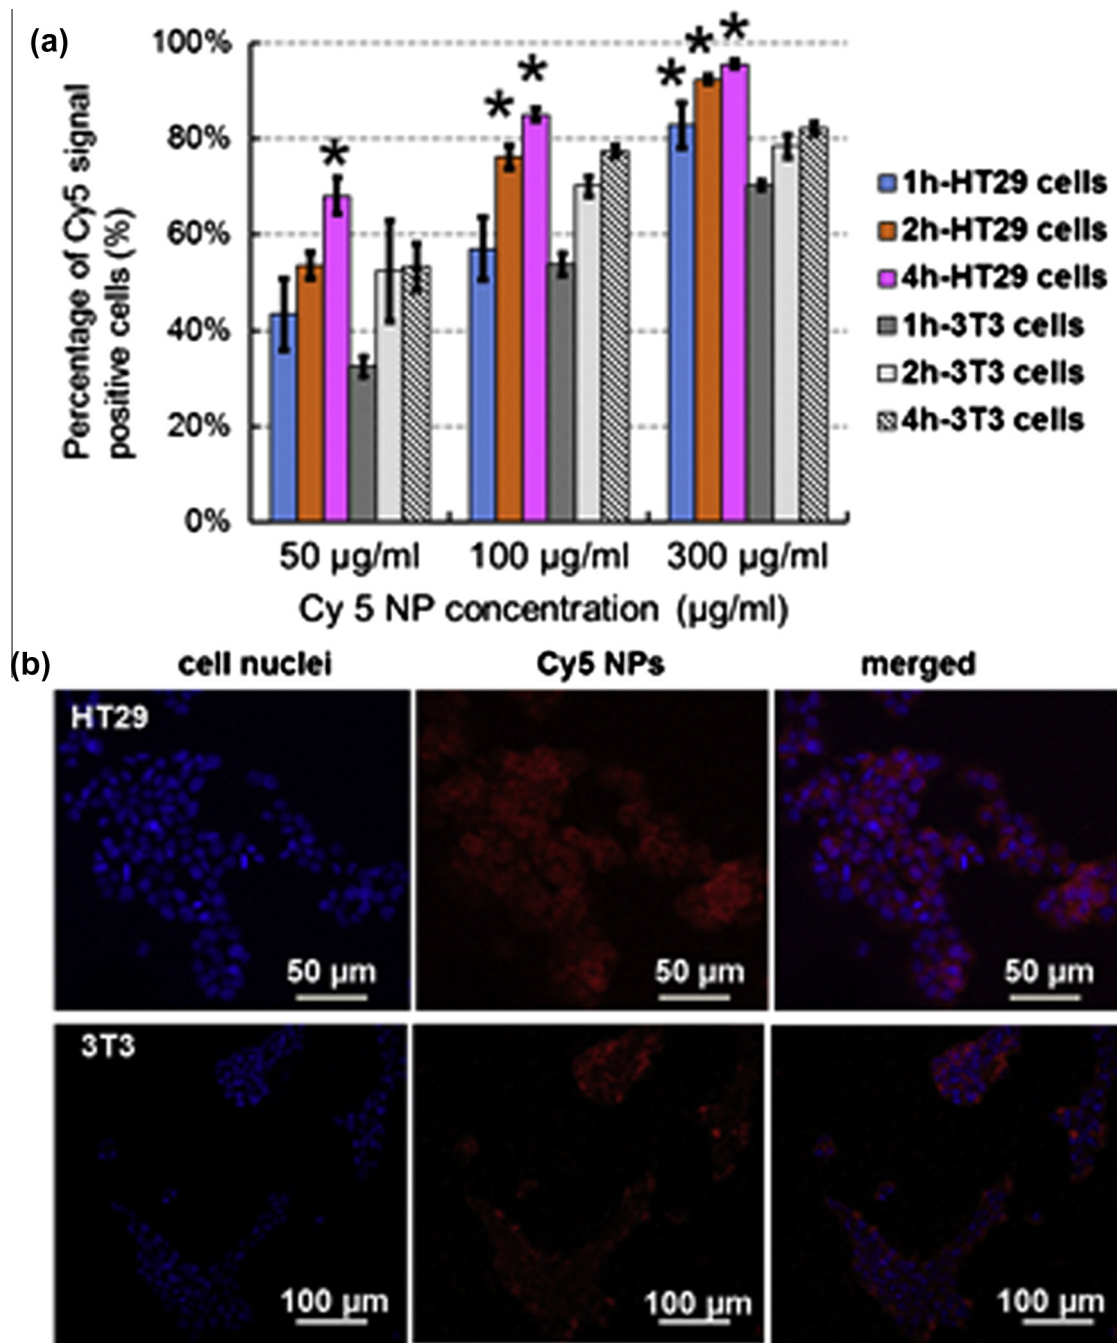 (a)
Percentage of Cy5 signal
positive cells (%)
100%
80%
60%
40%
20%
0%
*
*
*
*
*
*
50 µg/ml
100 µg/ml
300 µg/ml
Cy 5 NP concentration (µg/ml)
1h-HT29 cells
2h-HT29 cells
4h-HT29 cells
1h-3T3 cells
2h-3T3 cells
4h-3T3 cells
(b)
cell nuclei
Cy5 NPs
merged
HT29
50 µm
50 µm
50 µm
3T3
100 µm
100 µm
100 µm